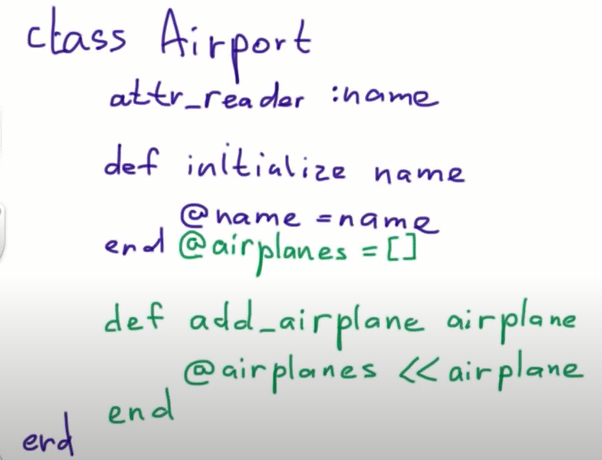 class Airport
attr_reader :name
def initialize name
@name = name
end @airplanes = []
def add_airplane airplane
@airplanes << airplane
end
end